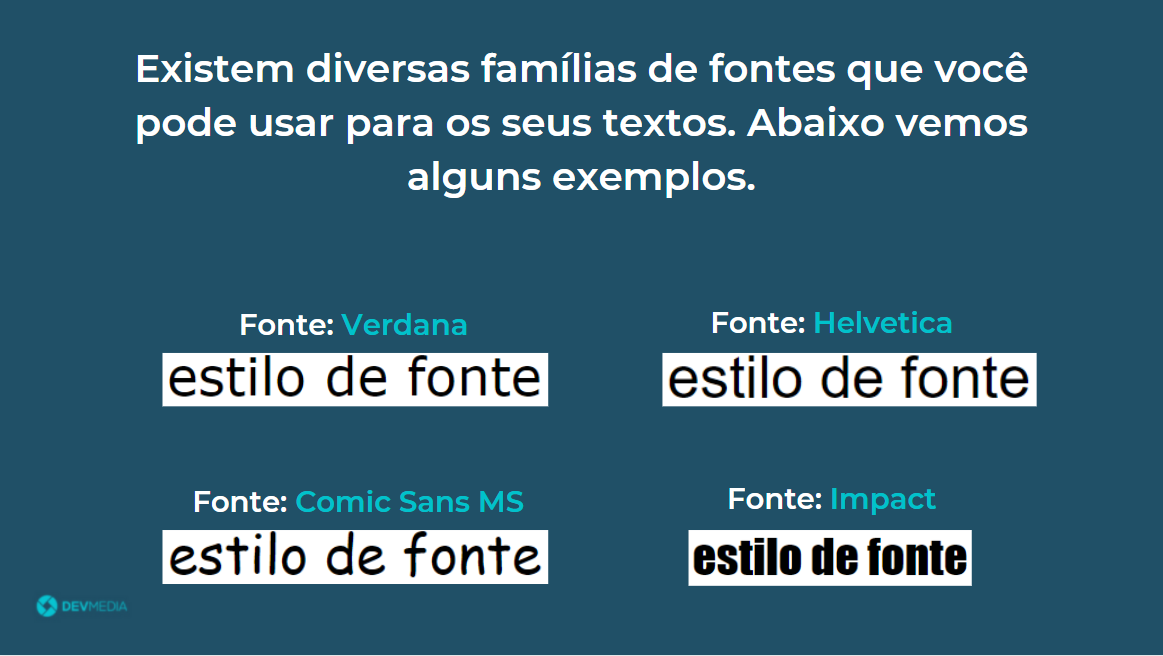 Existem diversas famílias de fontes que você
pode usar para os seus textos. Abaixo vemos
alguns exemplos.
Fonte: Verdana
estilo de fonte
Fonte: Helvetica
estilo de fonte
Fonte: Comic Sans MS
estilo de fonte
Fonte: Impact
estilo de fonte
DEVMEDIA